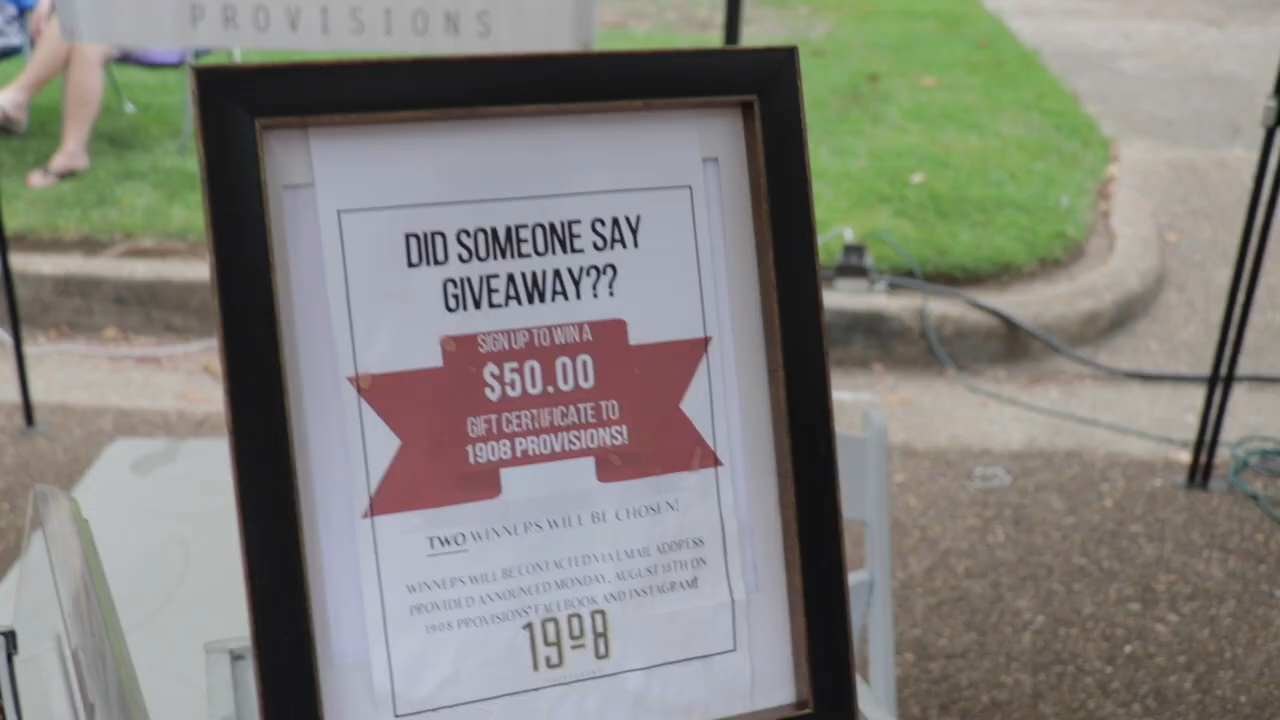 PROVISIONS
DID SOMEONE SAY
GIVEAWAY??
SIGN UP TO WIN A
$50.00
GIFT CERTIFICATE TO
1908 PROVISIONS!
TWO WINNERS WILL BE CHOSEN!
WINNERS WILL BE CONTACTED VIA EMAIL ADDRESS
PROVIDED ANNOUNCED MONDAY, AUGUST 13TH ON
1908 PROVISIONS' FACEBOOK AND INSTAGRAM!
1908